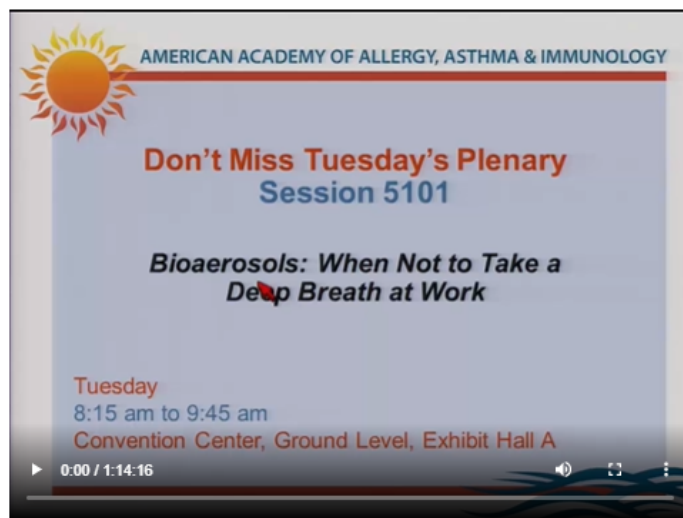 AMERICAN ACADEMY OF ALLERGY, ASTHMA & IMMUNOLOGY
Don't Miss Tuesday's Plenary
Session 5101
Bioaerosols: When Not to Take a
Deep Breath at Work
Tuesday
8:15 am to 9:45 am
Convention Center, Ground Level, Exhibit Hall A
0:00 / 1:14:16